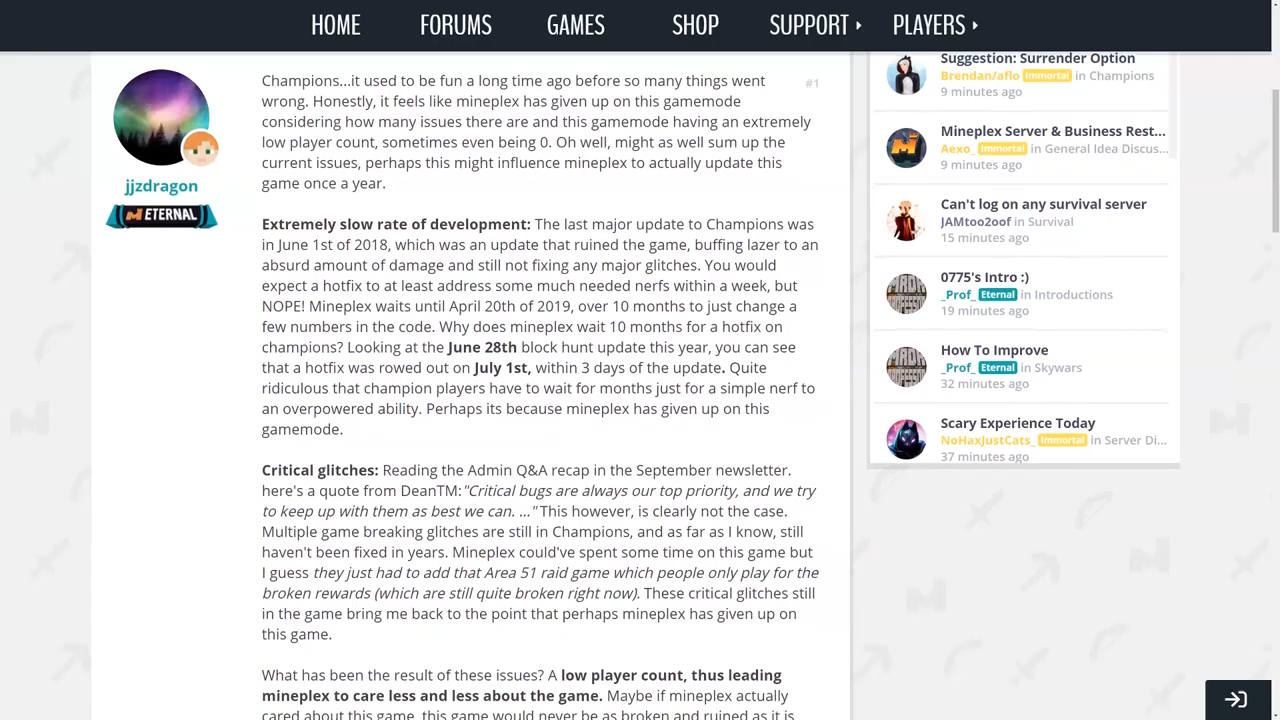 HOME
FORUMS
GAMES
SHOP
SUPPORT
PLAYERS
jjzdragon
ETERNAL
#1
Champions...it used to be fun a long time ago before so many things went
wrong. Honestly, it feels like mineplex has given up on this gamemode
considering how many issues there are and this gamemode having an extremely
low player count, sometimes even being 0. Oh well, might as well sum up the
current issues, perhaps this might influence mineplex to actually update this
game once a year.
Extremely slow rate of development: The last major update to Champions was
in June 1st of 2018, which was an update that ruined the game, buffing lazer to an
absurd amount of damage and still not fixing any major glitches. You would
expect a hotfix to at least address some much needed nerfs within a week, but
NOPE! Mineplex waits until April 20th of 2019, over 10 months to just change a
few numbers in the code. Why does mineplex wait 10 months for a hotfix on
champions? Looking at the June 28th block hunt update this year, you can see
that a hotfix was rowed out on July 1st, within 3 days of the update. Quite
ridiculous that champion players have to wait for months just for a simple nerf to
an overpowered ability. Perhaps its because mineplex has given up on this
gamemode.
Critical glitches: Reading the Admin Q&A recap in the September newsletter.
here's a quote from DeanTM:"Critical bugs are always our top priority, and we try
to keep up with them as best we can. ..." This however, is clearly not the case.
Multiple game breaking glitches are still in Champions, and as far as I know, still
haven't been fixed in years. Mineplex could've spent some time on this game but
I guess they just had to add that Area 51 raid game which people only play for the
broken rewards (which are still quite broken right now). These critical glitches still
in the game bring me back to the point that perhaps mineplex has given up on
this game.
What has been the result of these issues? A low player count, thus leading
mineplex to care less and less about the game. Maybe if mineplex actually
cared about this game, this game would never be as broken and ruined as it is
Suggestion: Surrender Option
Brendan/aflo Immortal in Champions
9 minutes ago
Mineplex Server & Business Rest...
Aexo_ Immortal in General Idea Discus...
9 minutes ago
Can't log on any survival server
JAMtoo2oof in Survival
15 minutes ago
0775's Intro :)
_Prof_ Eternal in Introductions
19 minutes ago
How To Improve
_Prof_ Eternal in Skywars
32 minutes ago
Scary Experience Today
NoHaxJustCats_ Immortal in Server Di...
37 minutes ago